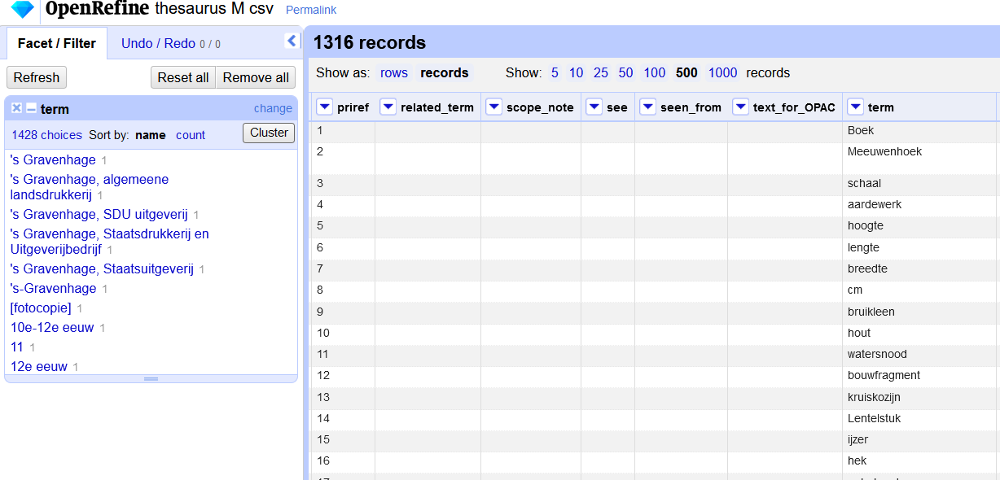 OpenRefine thesaurus M csv Permalink
Facet / Filter Undo / Redo 0 / 0
Refresh Reset all Remove all
term change
1428 choices Sort by: name count Cluster
's Gravenhage 1
's Gravenhage, algemene
landsdrukkerij 1
's Gravenhage, SDU uitgeverij 1
's Gravenhage, Staatsdrukkerij en
Uitgeverijbedrijf 1
's Gravenhage, Staatsuitgeverij 1
's-Gravenhage 1
[fotocopie] 1
10e-12e eeuw 1
11 1
12e eeuw 1
1316 records
Show as: rows records Show: 5 10 25 50 100 500 1000 records
priref related_term scope_note see seen_from text_for_OPAC term
1 Boek
2 Meeuwenhoek
3 schaal
4 aardewerk
5 hoogte
6 lengte
7 breedte
8 cm
9 bruikleen
10 hout
11 watersnood
12 bouwfragment
13 kruiskozijn
14 Lentelstuk
15 ijzer
16 hek